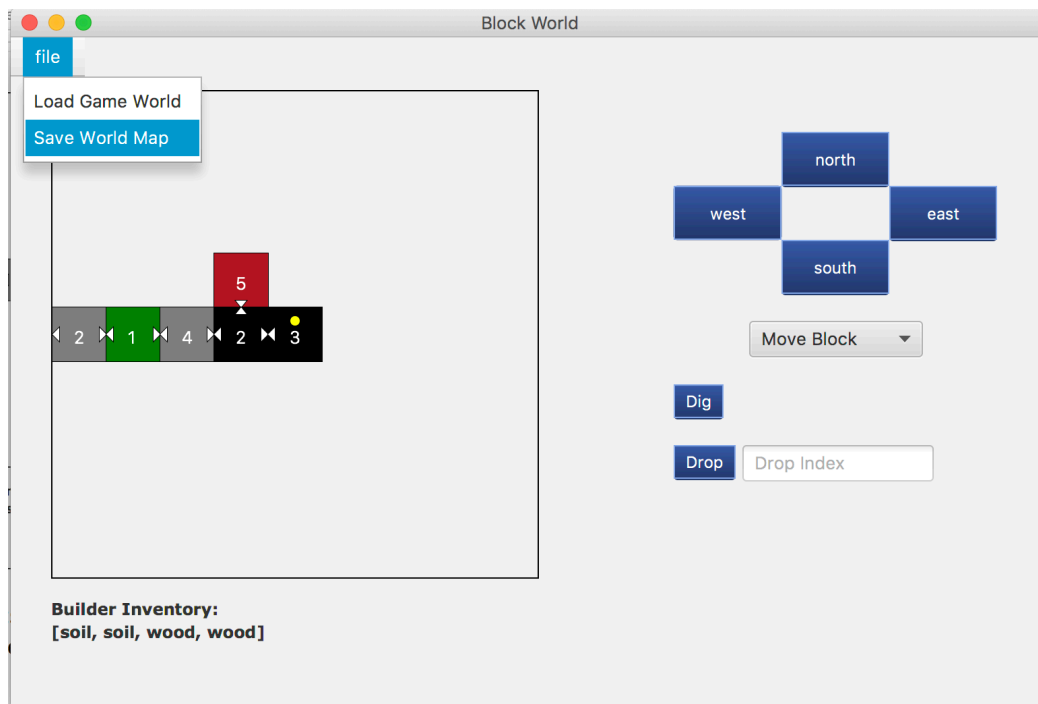 Block World
file
Load Game World
Save World Map
north
west
east
south
5
2 1 4 2 3
Move Block
Dig
Drop
Drop Index
Builder Inventory:
[soil, soil, wood, wood]